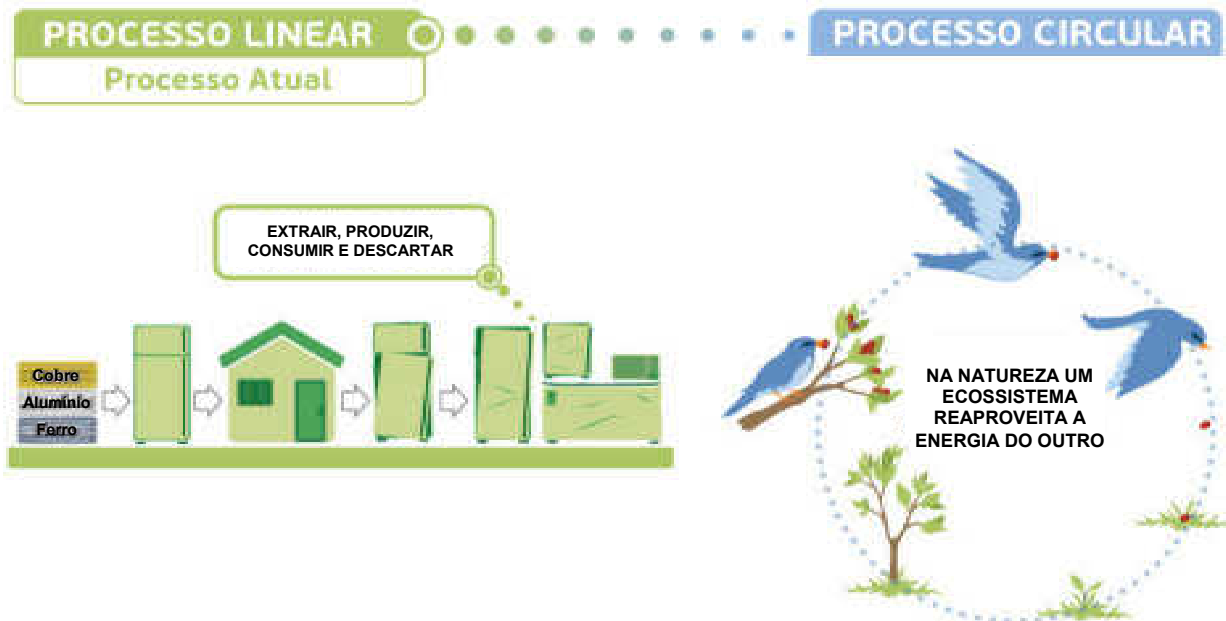 PROCESSO LINEAR
Processo Atual
PROCESSO CIRCULAR
EXTRAIR, PRODUZIR,
CONSUMIR E DESCARTAR
Cobre
Alumínio
Ferro
NA NATUREZA UM
ECOSSISTEMA
REAPROVEITA A
ENERGIA DO OUTRO